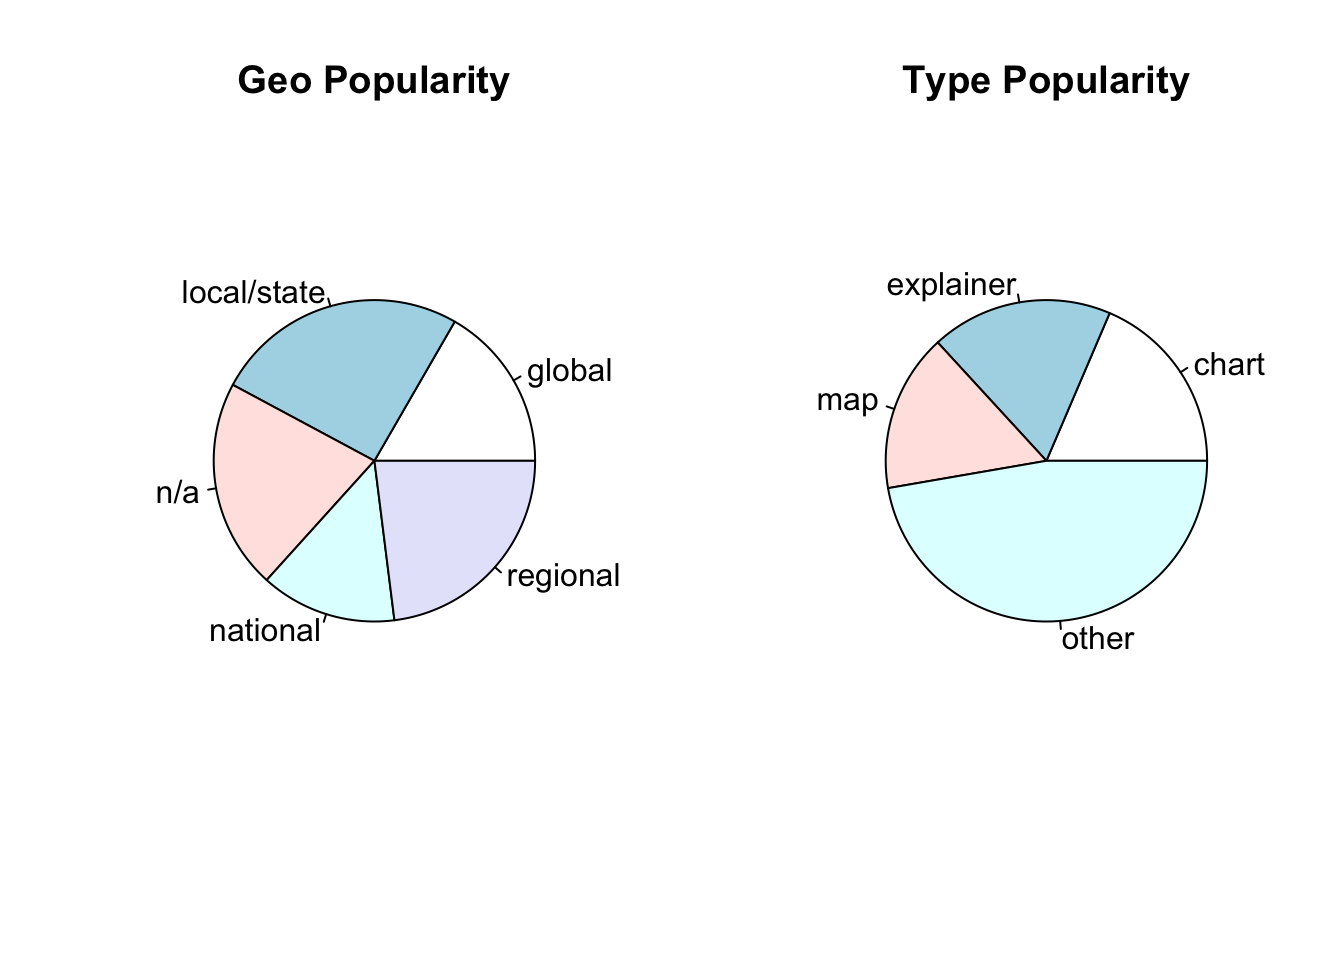 Geo Popularity
local/state
global
n/a
national
regional
Type Popularity
explainer
chart
map
other